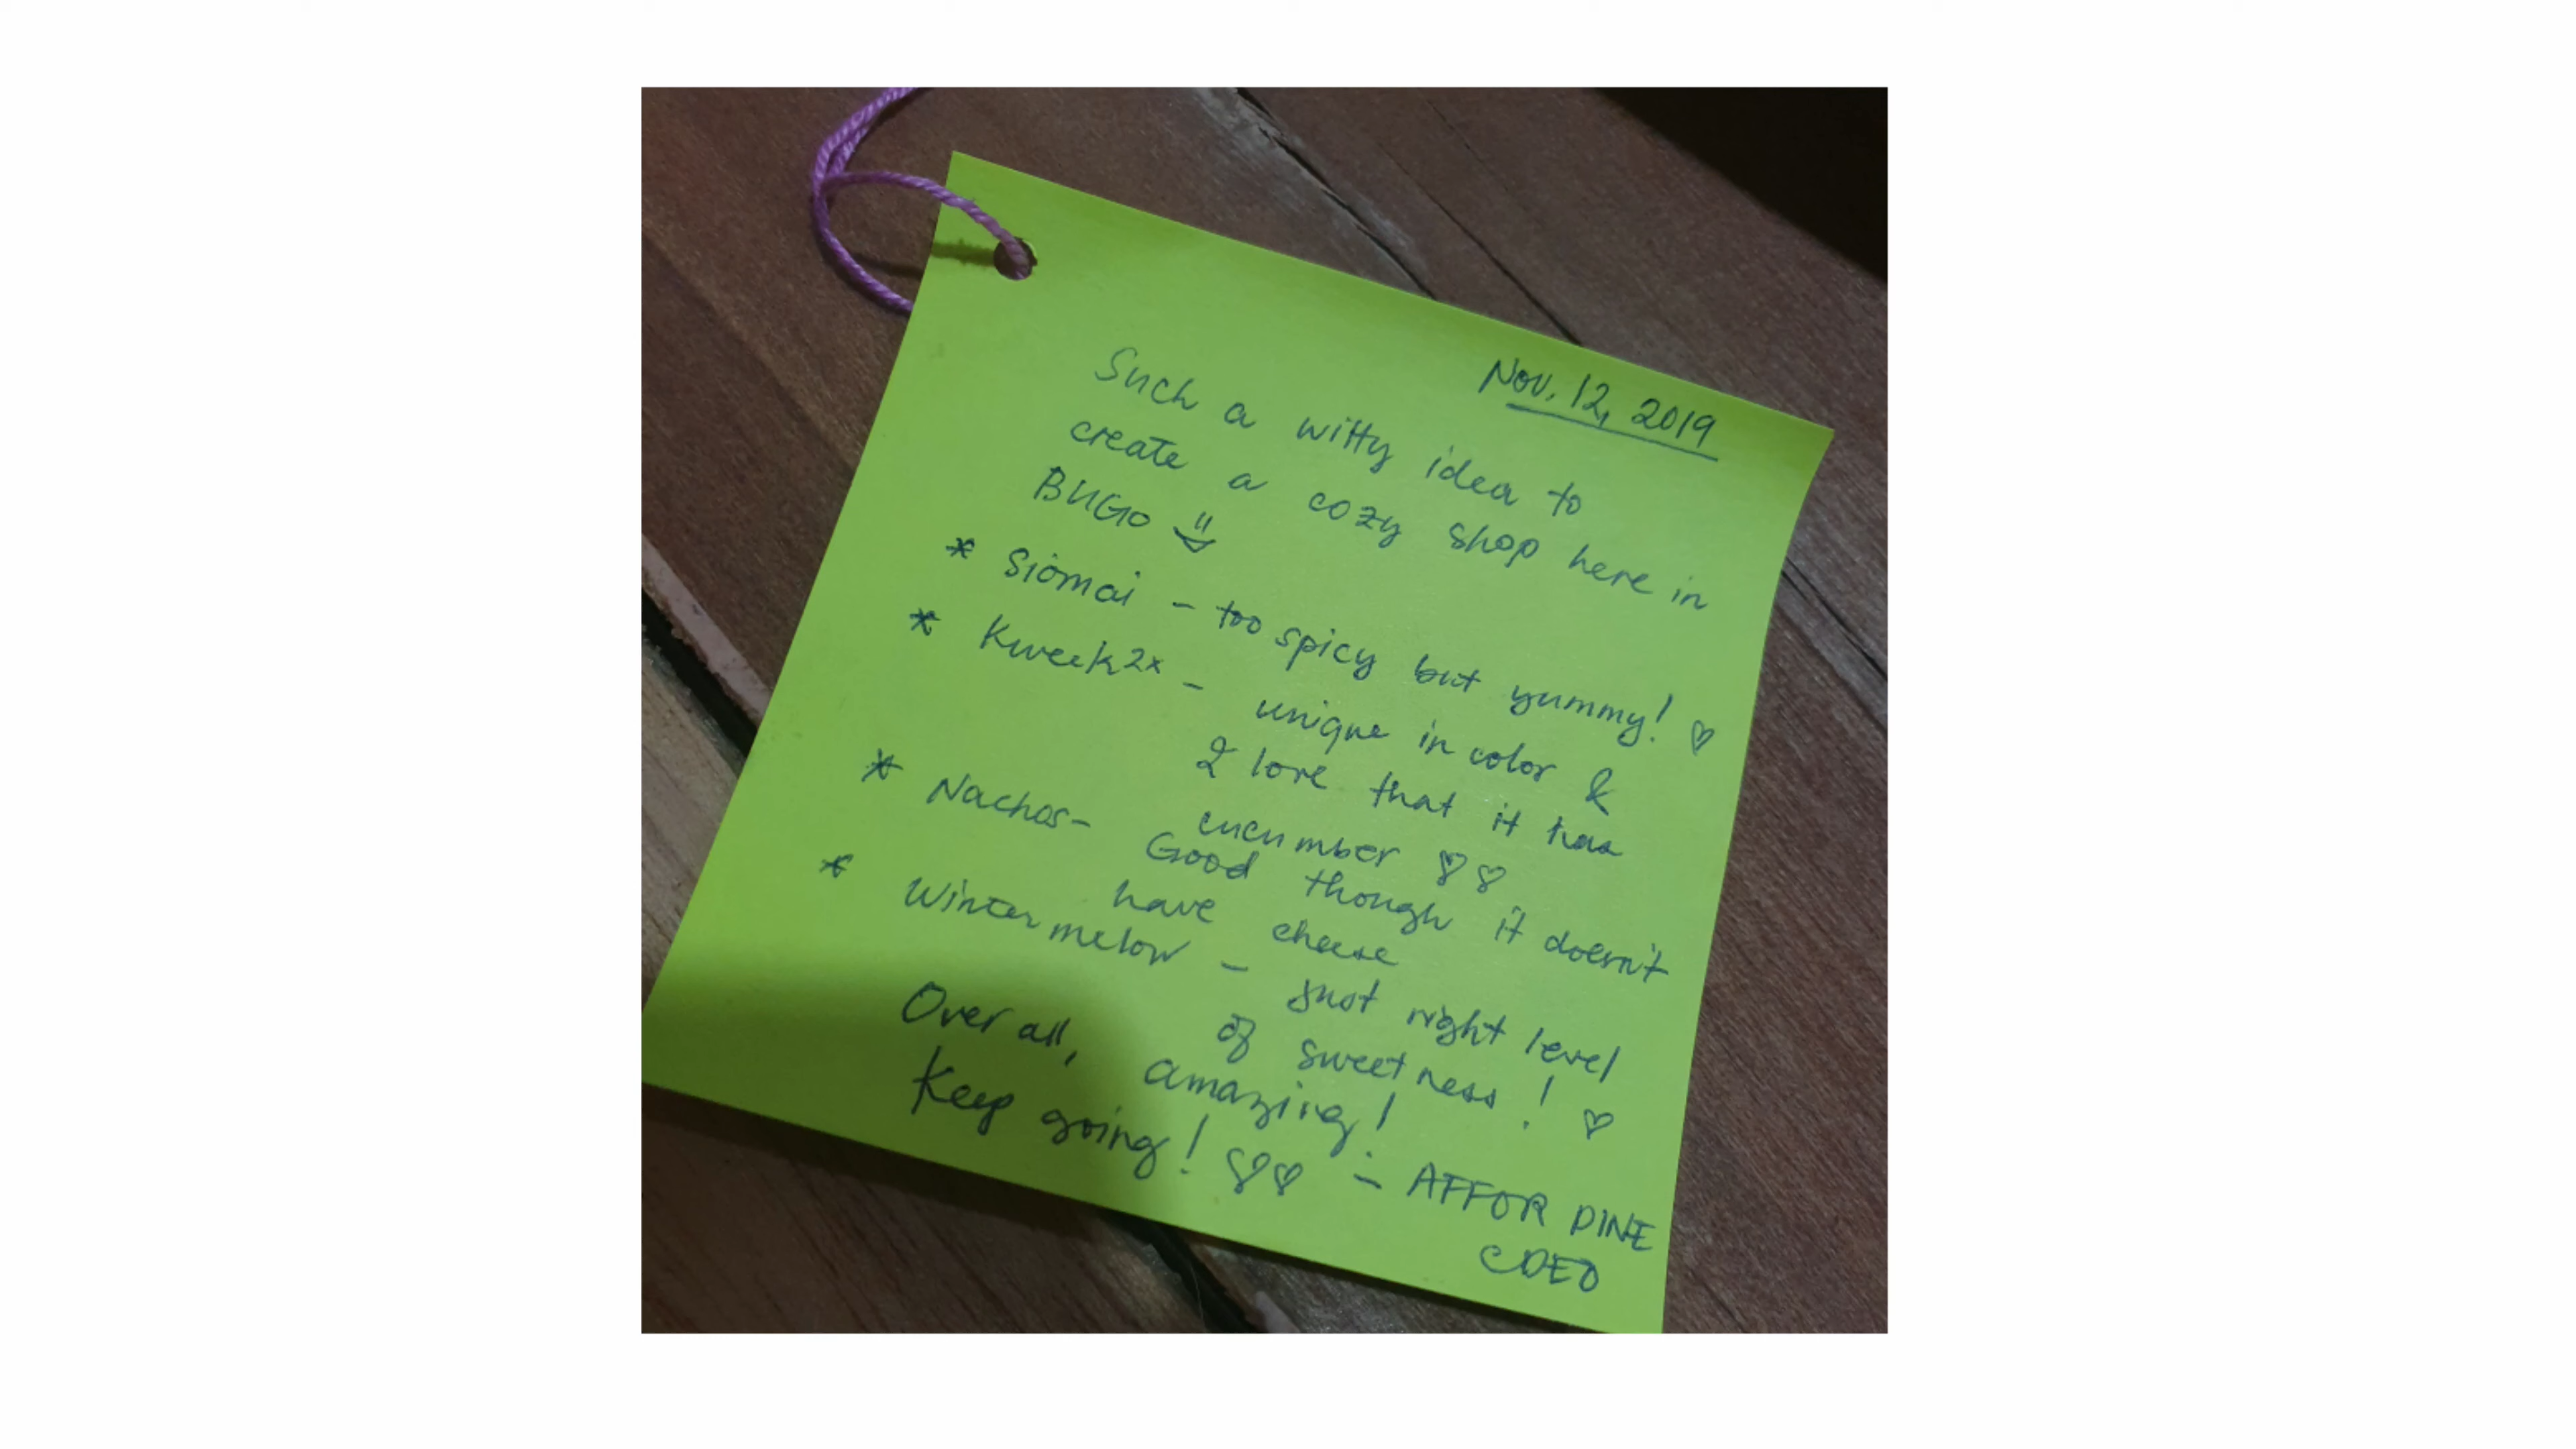 Nov. 12, 2019
Such a witty idea to
create a cozy shop here in
BUGO
* Siomai - too spicy but yummy! ♡
* Kweek2x - unique in color &
I love that it has
cucumber ♡♡
* Nachos- Good though it doesn't
have cheese
* Wintermelow - just right level
of sweetness! ♡
Over all, amazing!
Keep going! ♡♡ - AFFOR DINE
CDEO